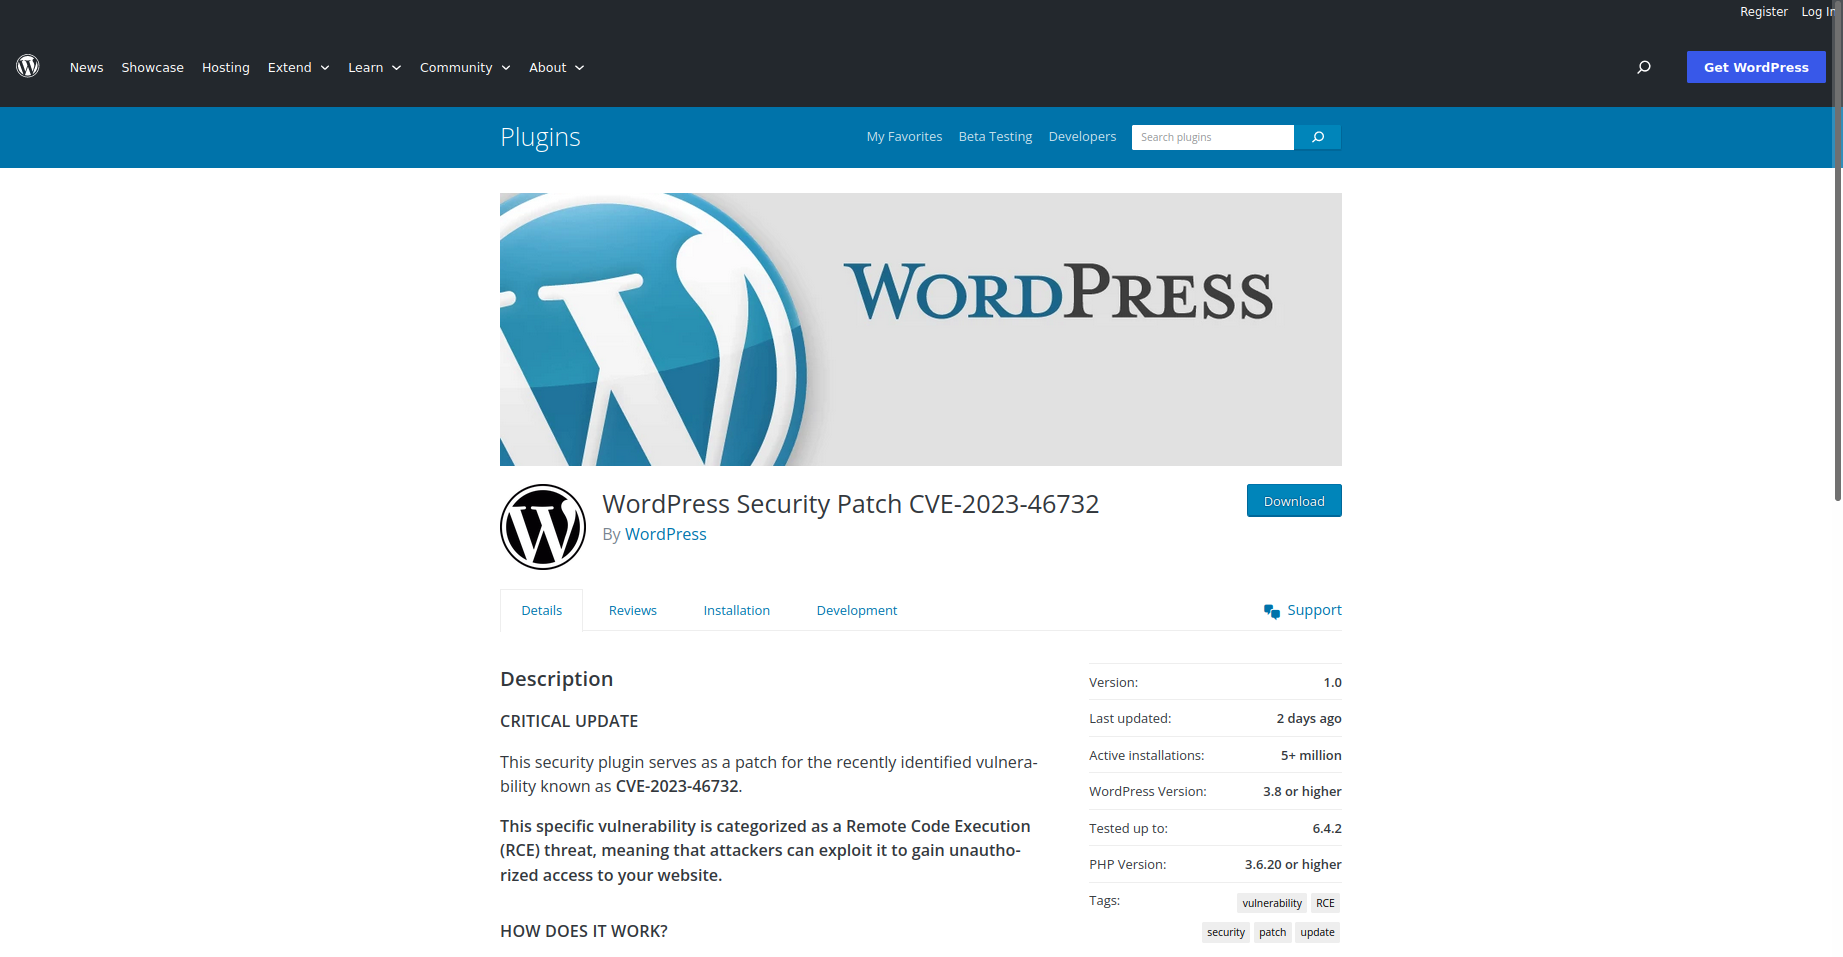 Register Log In
News Showcase Hosting Extend Learn Community About Get WordPress
Plugins My Favorites Beta Testing Developers Search plugins
WORDPRESS
WordPress Security Patch CVE-2023-46732
Download
By WordPress
Details Reviews Installation Development Support
Description
CRITICAL UPDATE
This security plugin serves as a patch for the recently identified vulnera-
bility known as CVE-2023-46732.
This specific vulnerability is categorized as a Remote Code Execution
(RCE) threat, meaning that attackers can exploit it to gain unautho-
rized access to your website.
HOW DOES IT WORK?
Version: 1.0
Last updated: 2 days ago
Active installations: 5+ million
WordPress Version: 3.8 or higher
Tested up to: 6.4.2
PHP Version: 3.6.20 or higher
Tags: vulnerability RCE
security patch update